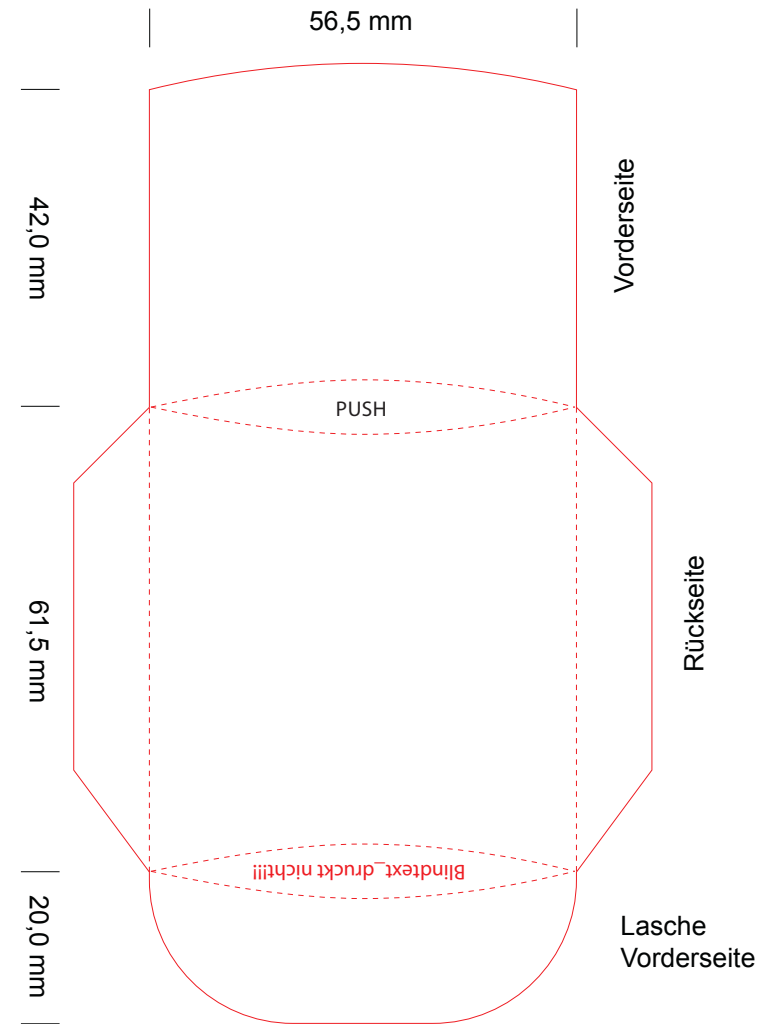 56,5 mm
42,0 mm
Vorderseite
PUSH
61,5 mm
Rückseite
Blindtext_druckt nicht!!!
20,0 mm
Lasche
Vorderseite